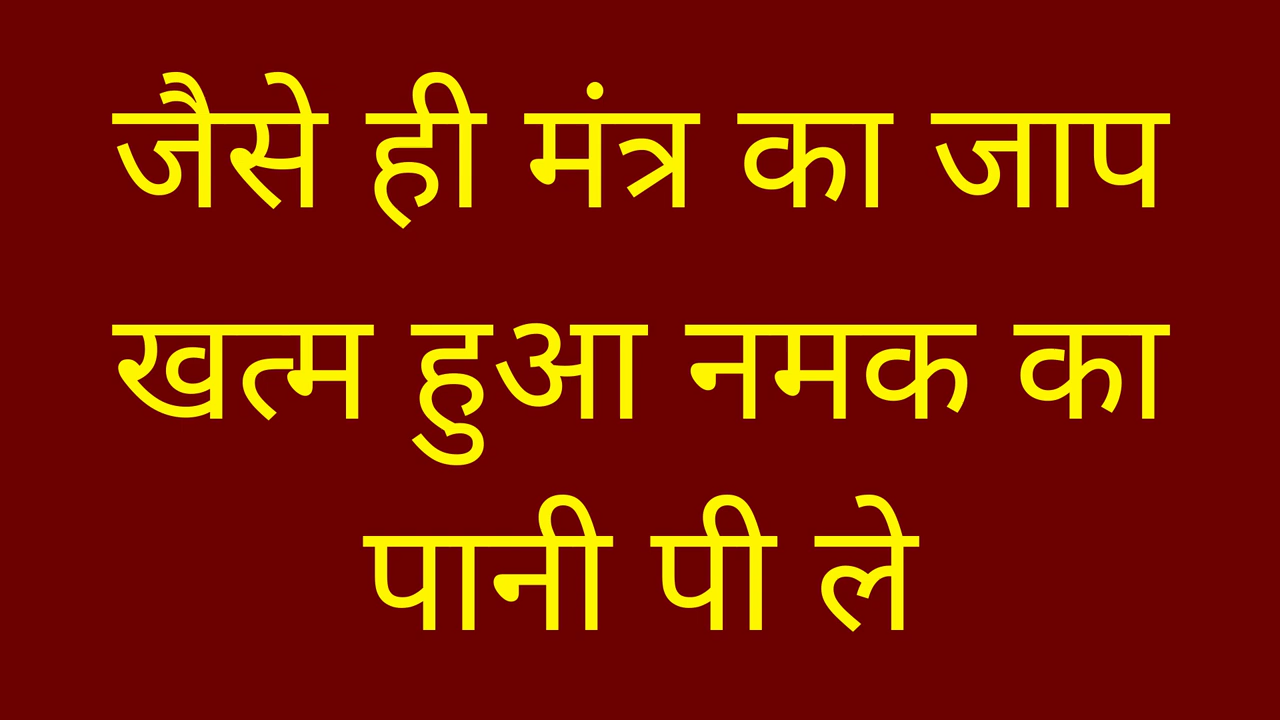 जैसे ही मंत्र का जाप
खत्म हुआ नमक का
पानी पी ले